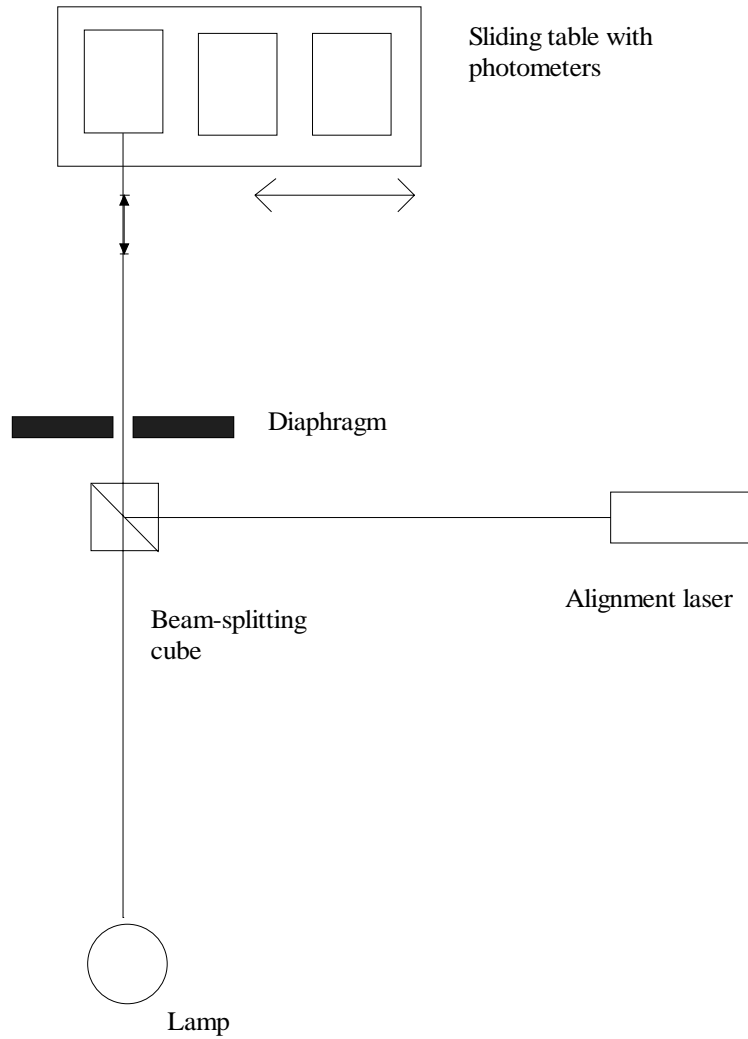 Sliding table with
photometers
Diaphragm
Alignment laser
Beam-splitting
cube
Lamp